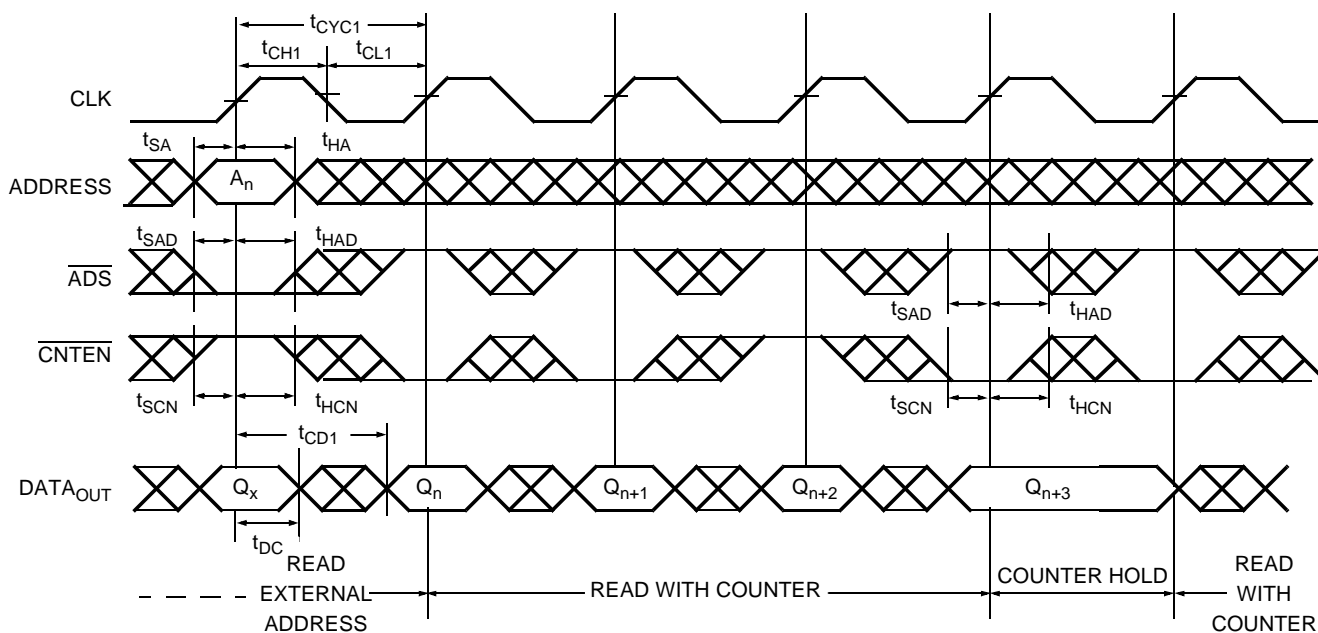 tCYC1
tCH1 tCL1
CLK
tSA tHA
ADDRESS An
tSAD tHAD
ADS
tSAD tHAD
CNTEN
tSCN tHCN tSCN tHCN
tCD1
DATAOUT Qx Qn Qn+1 Qn+2 Qn+3
tDC
READ
EXTERNAL
ADDRESS
READ WITH COUNTER
COUNTER HOLD
READ
WITH
COUNTER